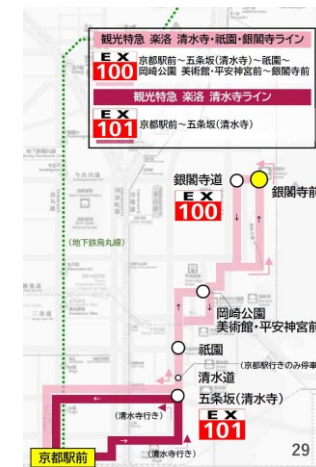 観光特急 楽洛 清水寺・祇園・銀閣寺ライン
EX
100
京都駅前～五条坂(清水寺)～祇園～
岡崎公園 美術館・平安神宮前～銀閣寺前
観光特急 楽洛 清水寺ライン
EX
101
京都駅前～五条坂(清水寺)
銀閣寺道
銀閣寺前
EX
100
(地下鉄烏丸線)
岡崎公園
美術館・平安神宮前
祇園
(京都駅行きのみ停車)
清水道
五条坂(清水寺)
(清水寺行き)
EX
101
京都駅前
(清水寺行き)
29